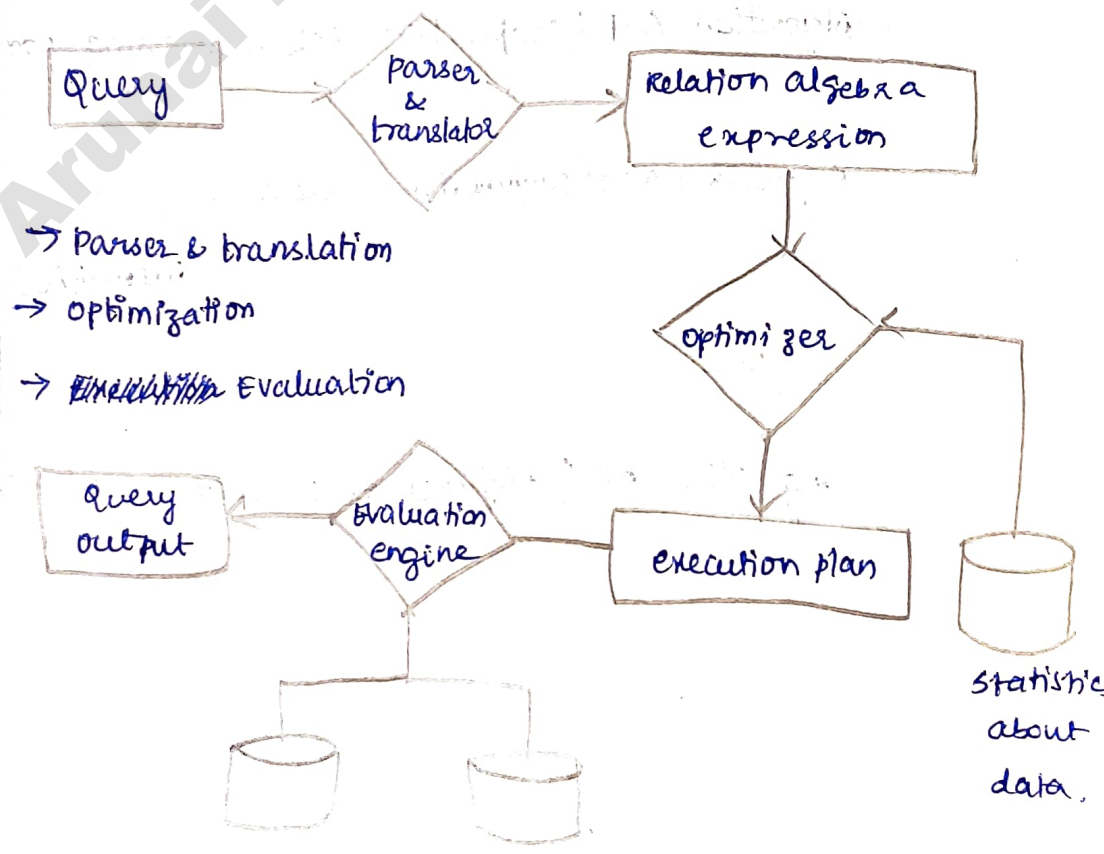 Query
Parser
&
translator
Relation algebra
expression
→ Parser & translation
→ optimization
→ Evaluation
optimizer
Query
output
Evaluation
engine
execution plan
statistic
about
data.